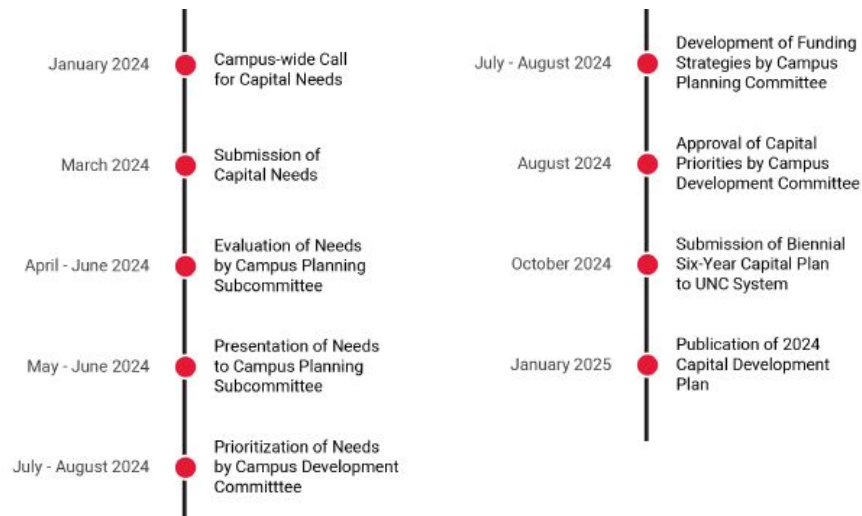 January 2024
Campus-wide Call
for Capital Needs
March 2024
Submission of
Capital Needs
April - June 2024
Evaluation of Needs
by Campus Planning
Subcommittee
May - June 2024
Presentation of Needs
to Campus Planning
Subcommittee
July - August 2024
Prioritization of Needs
by Campus Development
Committtee
July - August 2024
Development of Funding
Strategies by Campus
Planning Committee
August 2024
Approval of Capital
Priorities by Campus
Development Committee
October 2024
Submission of Biennial
Six-Year Capital Plan
to UNC System
January 2025
Publication of 2024
Capital Development
Plan